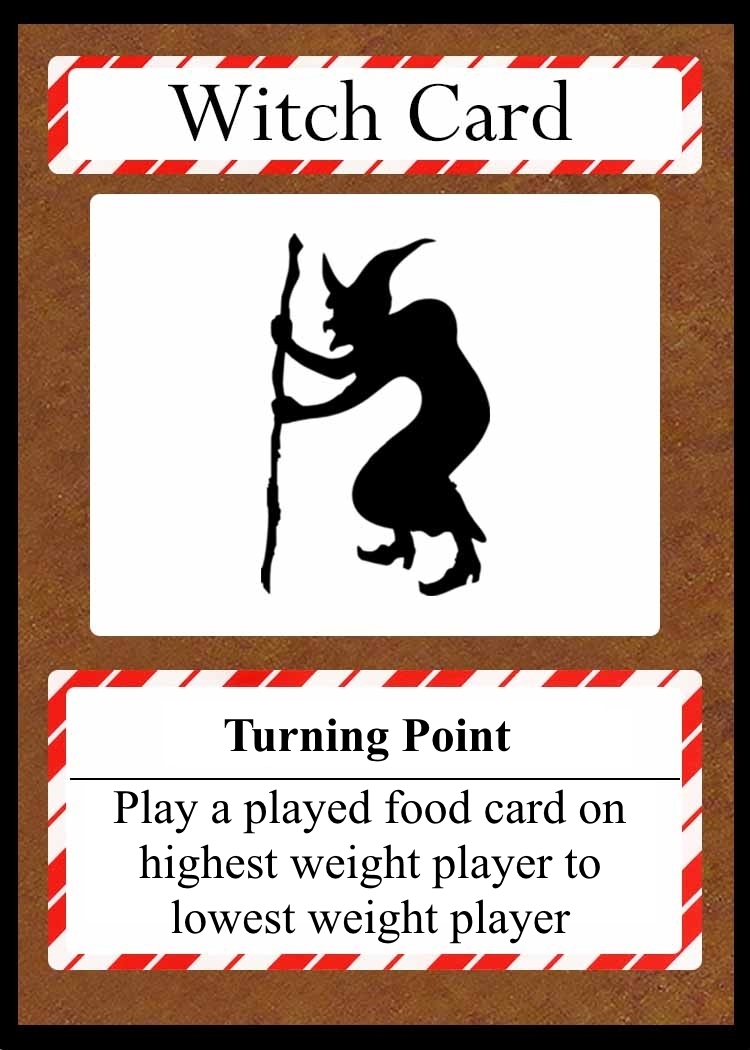 Witch Card
Turning Point
Play a played food card on
highest weight player to
lowest weight player